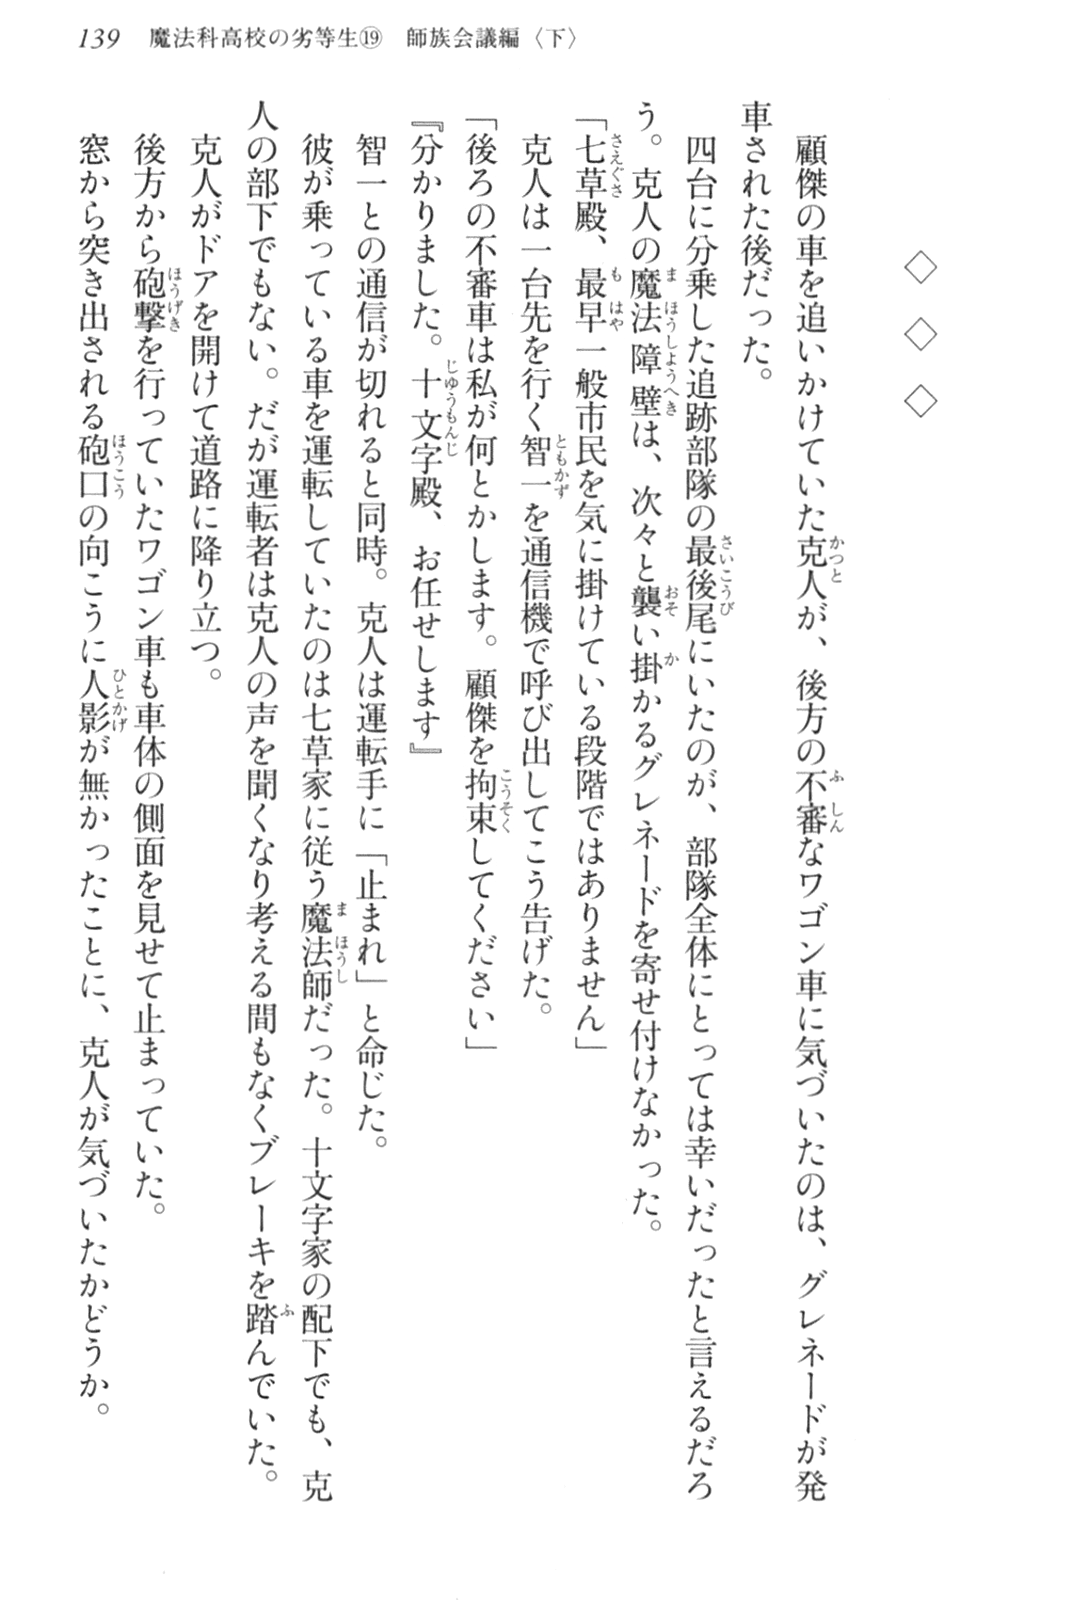 139 魔法科高校の劣等生⑲ 師族会議編〈下〉
◇ ◇ ◇
顧傑の車を追いかけていた克人が、後方の不審なワゴン車に気づいたのは、グレネードが発
車された後だった。
四台に分乗した追跡部隊の最後尾にいたのが、部隊全体にとっては幸いだったと言えるだろ
う。克人の魔法障壁は、次々と襲い掛かるグレネードを寄せ付けなかった。
「七草殿、最早一般市民を気に掛けている段階ではありません」
克人は一台先を行く智一を通信機で呼び出してこう告げた。
「後ろの不審車は私が何とかします。顧傑を拘束してください」
『分かりました。十文字殿、お任せします』
智一との通信が切れると同時。克人は運転手に「止まれ」と命じた。
彼が乗っている車を運転していたのは七草家に従う魔法師だった。十文字家の配下でも、克
人の部下でもない。だが運転者は克人の声を聞くなり考える間もなくブレーキを踏んでいた。
克人がドアを開けて道路に降り立つ。
後方から砲撃を行っていたワゴン車も車体の側面を見せて止まっていた。
窓から突き出される砲口の向こうに人影が無かったことに、克人が気づいたかどうか。